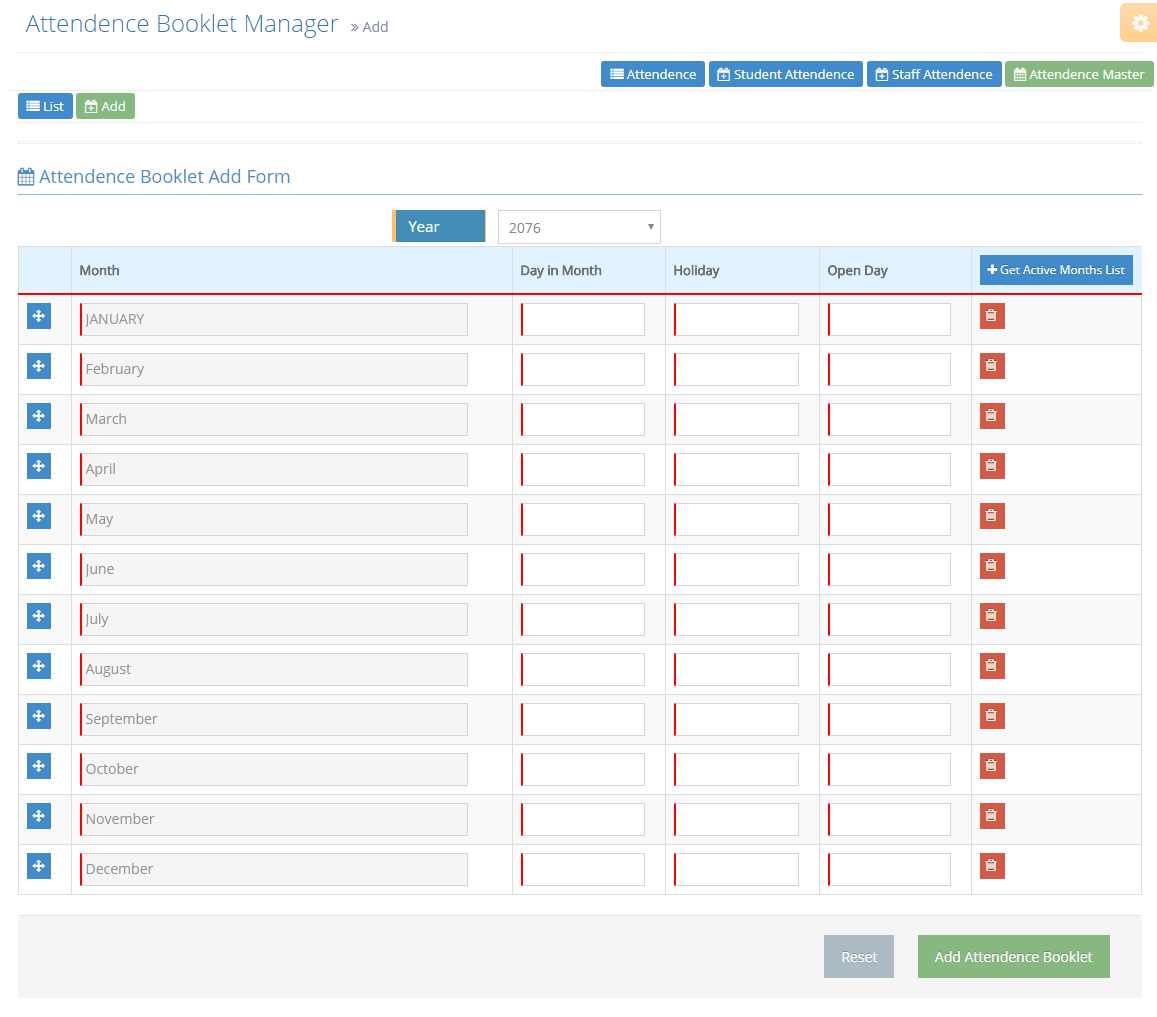 Attendence Booklet Manager » Add
Attendence Student Attendence Staff Attendence Attendence Master
List Add
Attendence Booklet Add Form
Year 2076
Month Day in Month Holiday Open Day + Get Active Months List
JANUARY
February
March
April
May
June
July
August
September
October
November
December
Reset Add Attendence Booklet